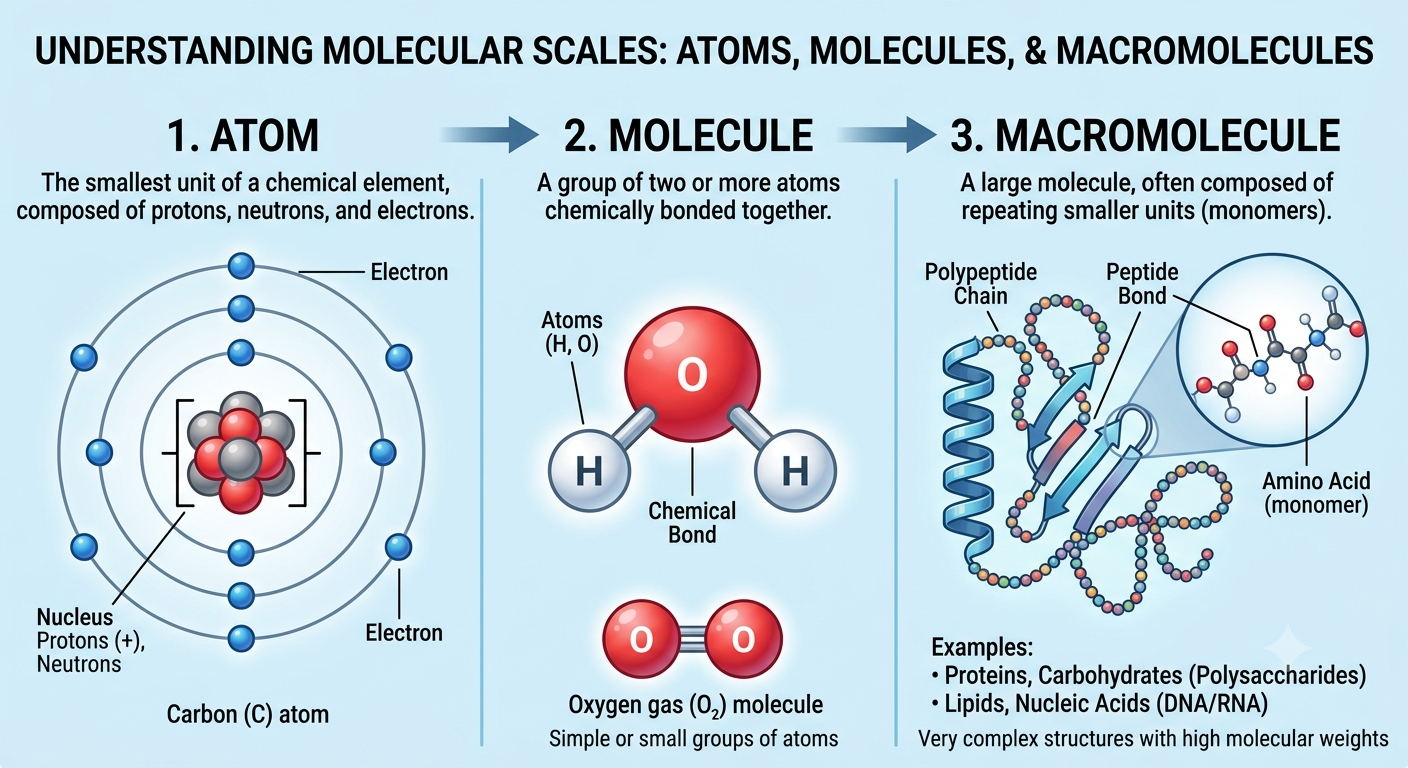 UNDERSTANDING MOLECULAR SCALES: ATOMS, MOLECULES, & MACROMOLECULES
1. ATOM
The smallest unit of a chemical element,
composed of protons, neutrons, and electrons.
Electron
Nucleus
Protons (+),
Neutrons
Electron
Carbon (C) atom
2. MOLECULE
A group of two or more atoms
chemically bonded together.
Atoms
(H, O)
O
H
H
Chemical
Bond
O
O
Oxygen gas (O₂) molecule
Simple or small groups of atoms
3. MACROMOLECULE
A large molecule, often composed of
repeating smaller units (monomers).
Polypeptide
Chain
Peptide
Bond
Amino Acid
(monomer)
Examples:
• Proteins, Carbohydrates (Polysaccharides)
• Lipids, Nucleic Acids (DNA/RNA)
Very complex structures with high molecular weights